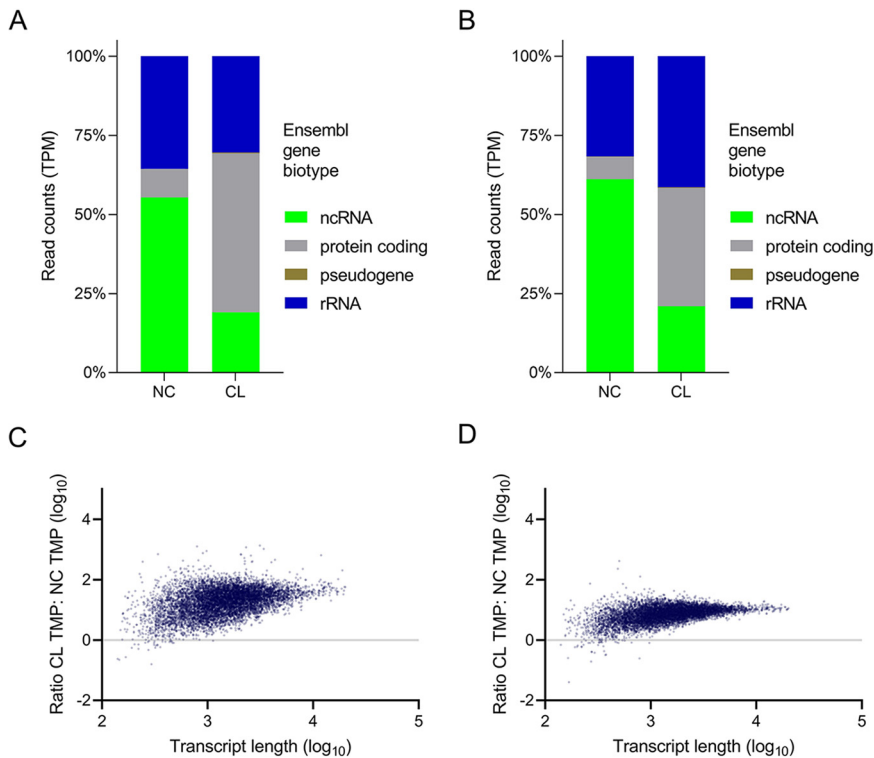 A
100%
75%
50%
25%
0%
Read counts (TPM)
NC
CL
Ensembl
gene
biotype
ncRNA
protein coding
pseudogene
rRNA
B
100%
75%
50%
25%
0%
Read counts (TPM)
NC
CL
Ensembl
gene
biotype
ncRNA
protein coding
pseudogene
rRNA
C
Ratio CL TMP: NC TMP (log10)
4
2
0
-2
2
3
4
5
Transcript length (log10)
D
Ratio CL TMP: NC TMP (log10)
4
2
0
-2
2
3
4
5
Transcript length (log10)